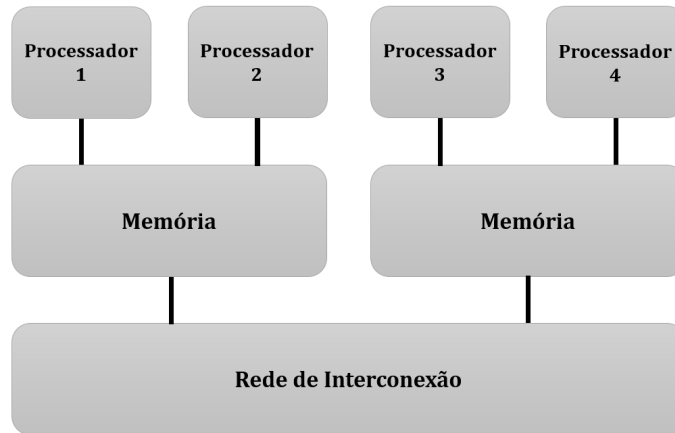 Processador
1
Processador
2
Processador
3
Processador
4
Memória
Memória
Rede de Interconexão